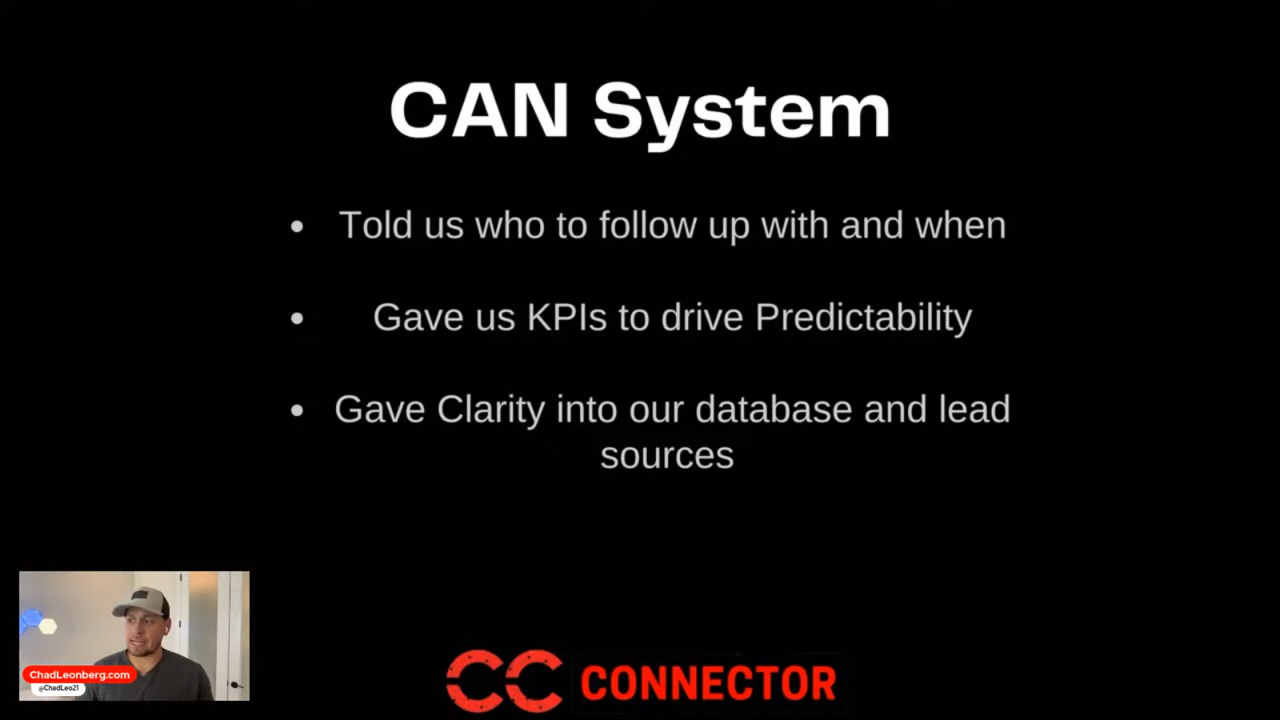 CAN System
• Told us who to follow up with and when
• Gave us KPIs to drive Predictability
• Gave Clarity into our database and lead
sources
ChadLeonberg.com
@ChadLeo21
CC CONNECTOR